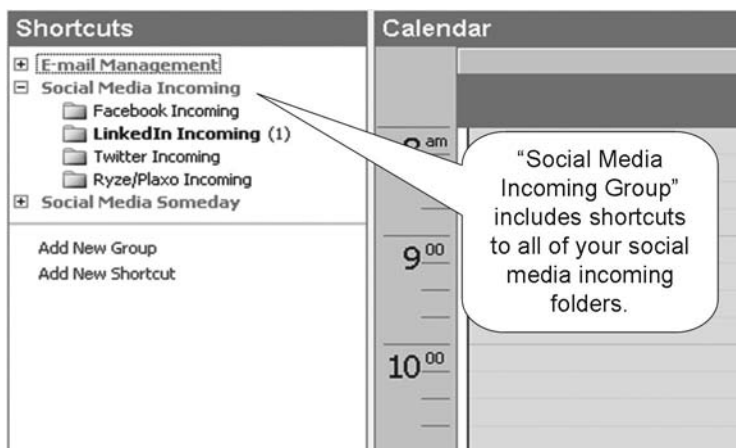 Shortcuts
Calendar
E-mail Management
Social Media Incoming
Facebook Incoming
LinkedIn Incoming (1)
Twitter Incoming
Ryze/Plaxo Incoming
Social Media Someday
Add New Group
Add New Shortcut
am
9 00
10 00
“Social Media
Incoming Group”
includes shortcuts
to all of your social
media incoming
folders.